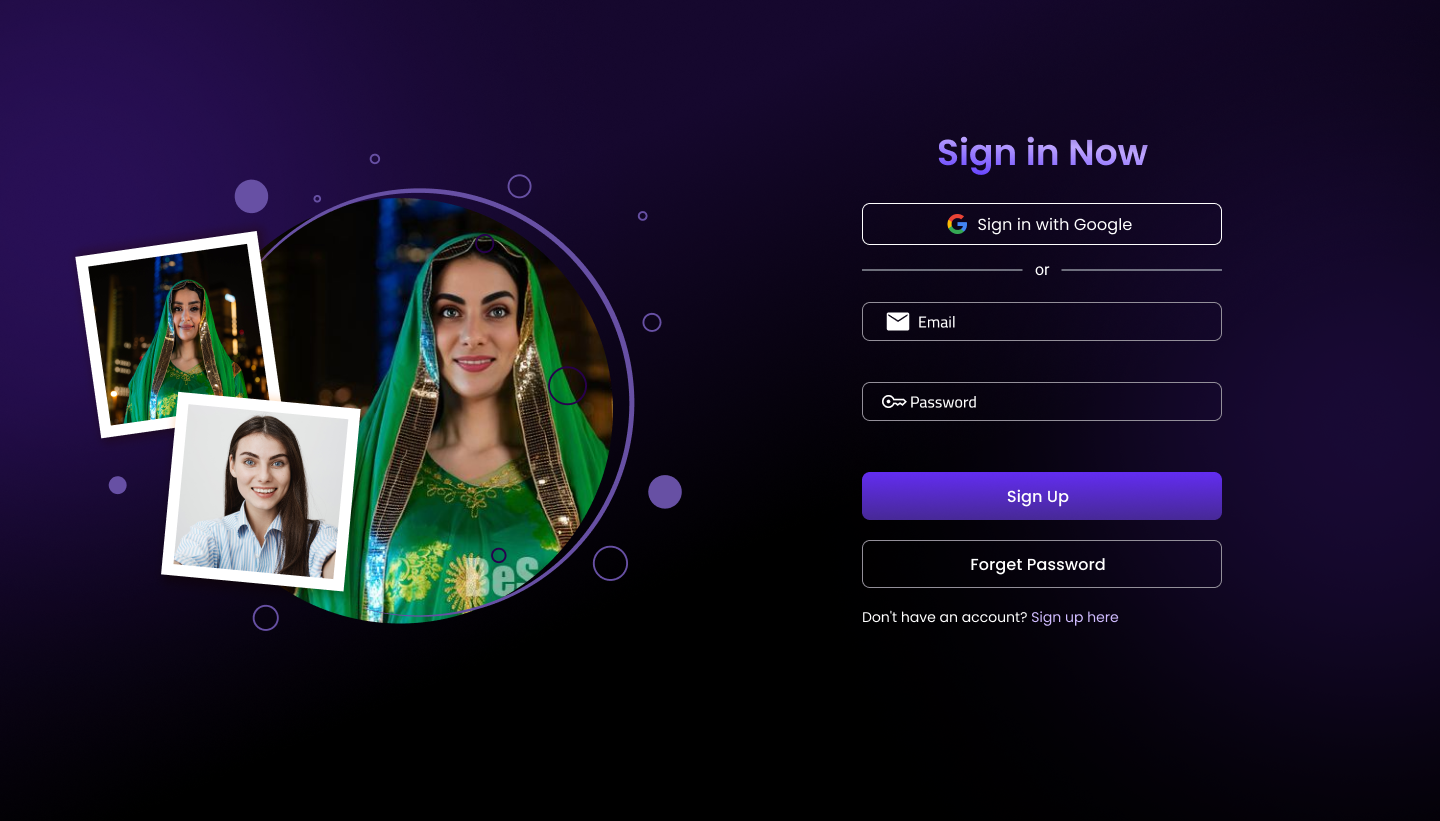 Sign in Now
Sign in with Google
or
Email
Password
Sign Up
Forget Password
Don't have an account? Sign up here
BeS